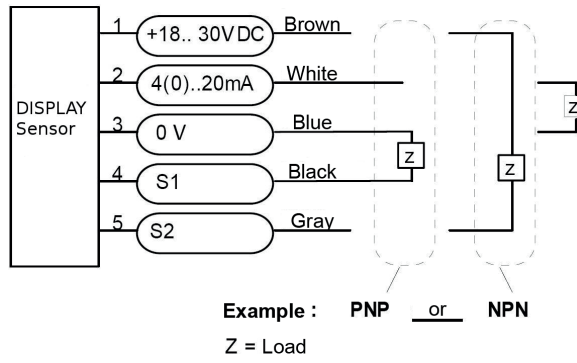 1 +18.. 30V DC Brown
2 4(0)..20mA White
DISPLAY
Sensor
3 0 V Blue
4 S1 Black
5 S2 Gray
Z
Z
Z
Example : PNP or NPN
Z = Load